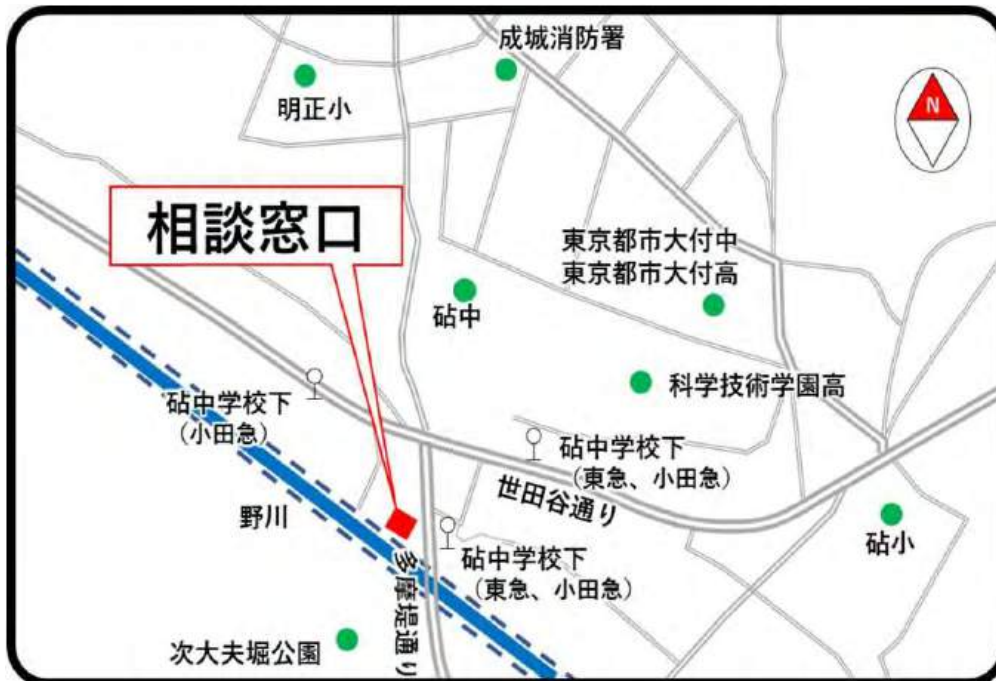 成城消防署
明正小
N
相談窓口
東京都市大付中
東京都市大付高
砧中
科学技術学園高
砧中学校下
（小田急）
砧中学校下
（東急、小田急）
世田谷通り
野川
砧小
砧中学校下
（東急、小田急）
多摩堤通り
次大夫堀公園